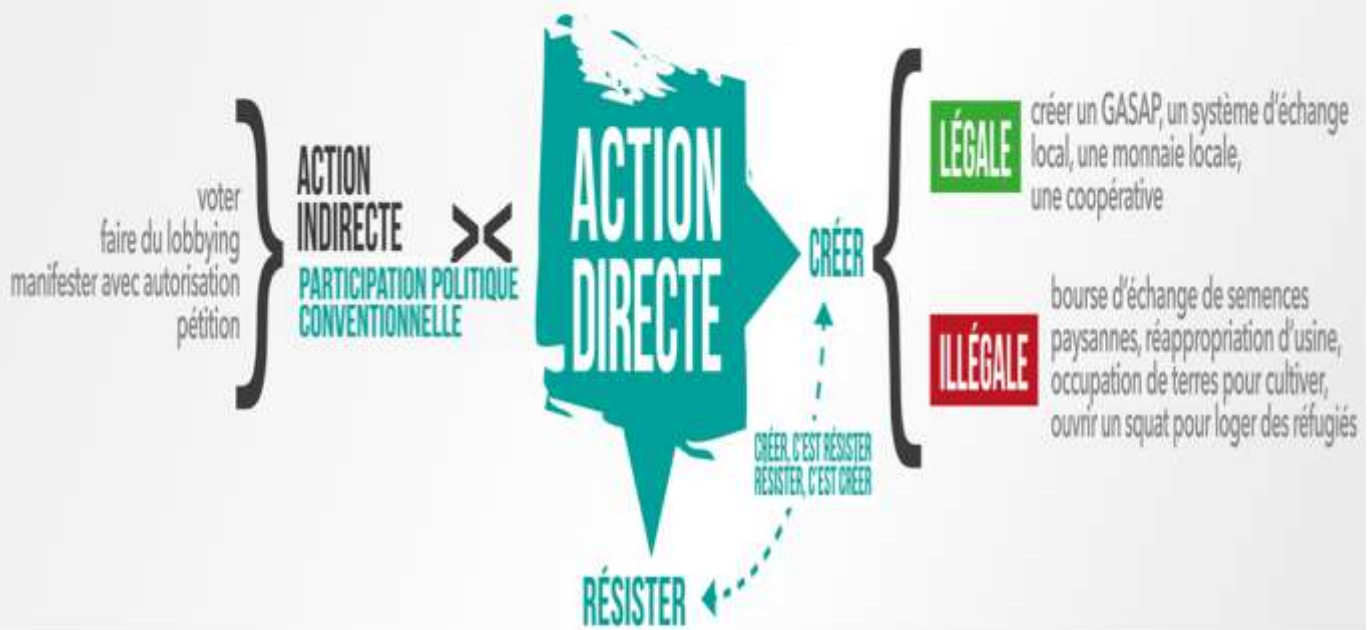 voter
faire du lobbying
manifester avec autorisation
pétition
ACTION
INDIRECTE
PARTICIPATION POLITIQUE
CONVENTIONNELLE
ACTION
DIRECTE
CRÉER
LÉGALE
créer un GASAP, un système d'échange
local, une monnaie locale,
une coopérative
ILLÉGALE
bourse d'échange de semences
paysannes, réappropriation d'usine,
occupation de terres pour cultiver,
ouvrir un squat pour loger des réfugiés
CRÉER, C'EST RÉSISTER
RÉSISTER, C'EST CRÉER
RÉSISTER